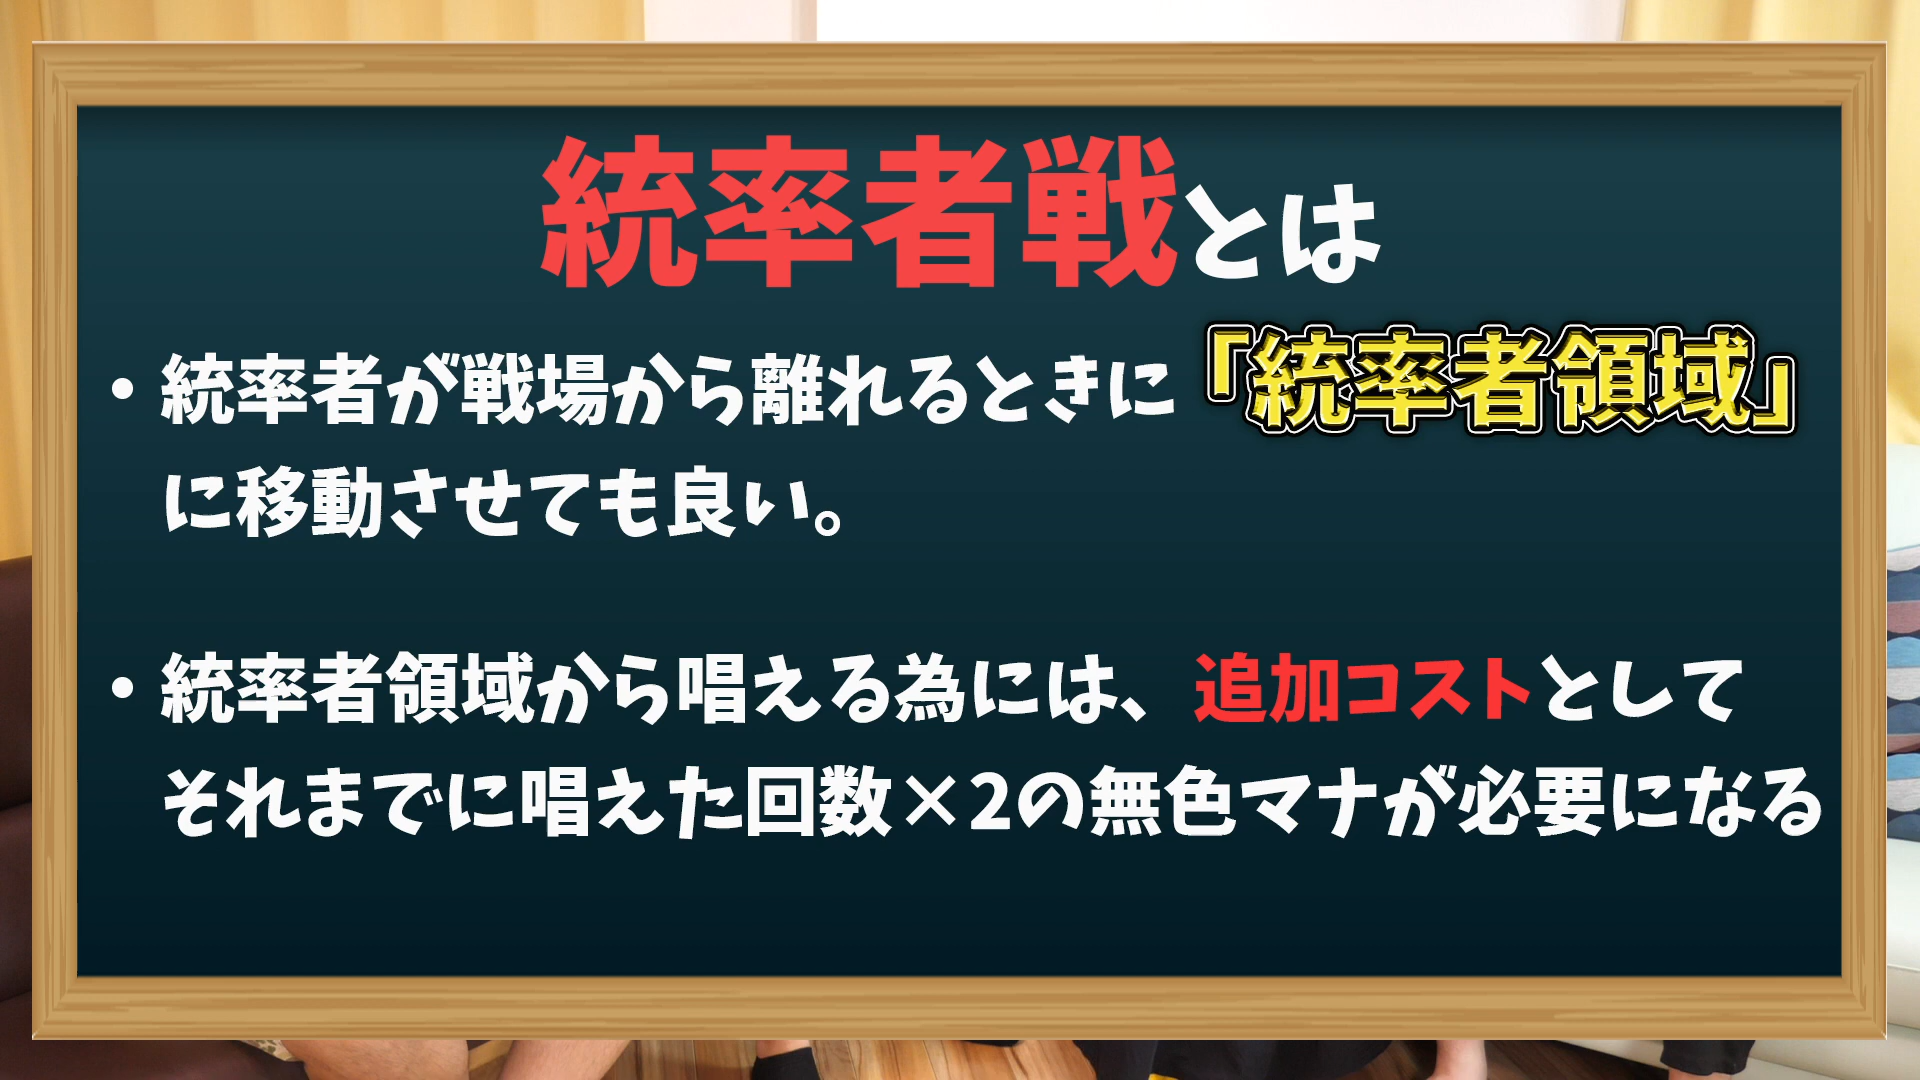 統率者戦とは
・統率者が戦場から離れるときに「統率者領域」
に移動させても良い。
・統率者領域から唱える為には、追加コストとして
それまでに唱えた回数×2の無色マナが必要になる